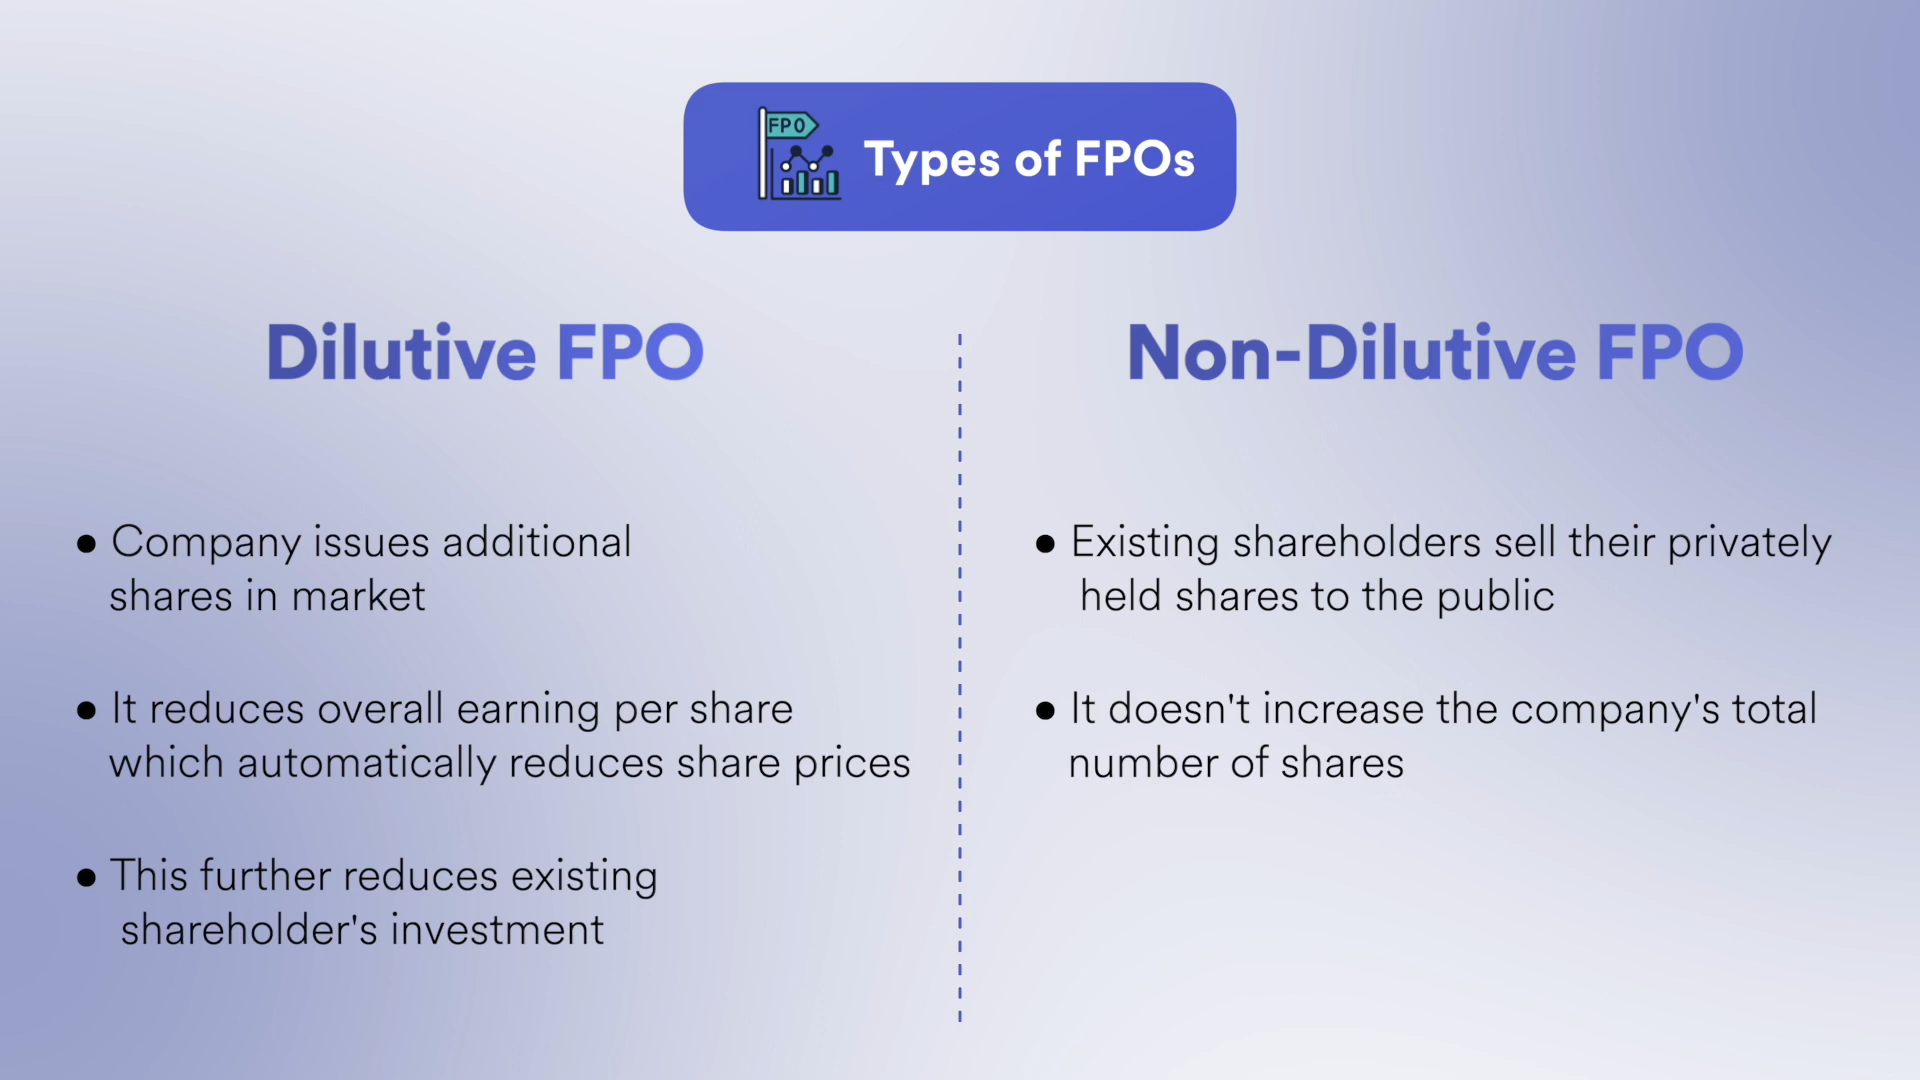 FPO
Types of FPOs
Dilutive FPO
● Company issues additional
shares in market
● It reduces overall earning per share
which automatically reduces share prices
● This further reduces existing
shareholder's investment
Non-Dilutive FPO
● Existing shareholders sell their privately
held shares to the public
● It doesn't increase the company's total
number of shares